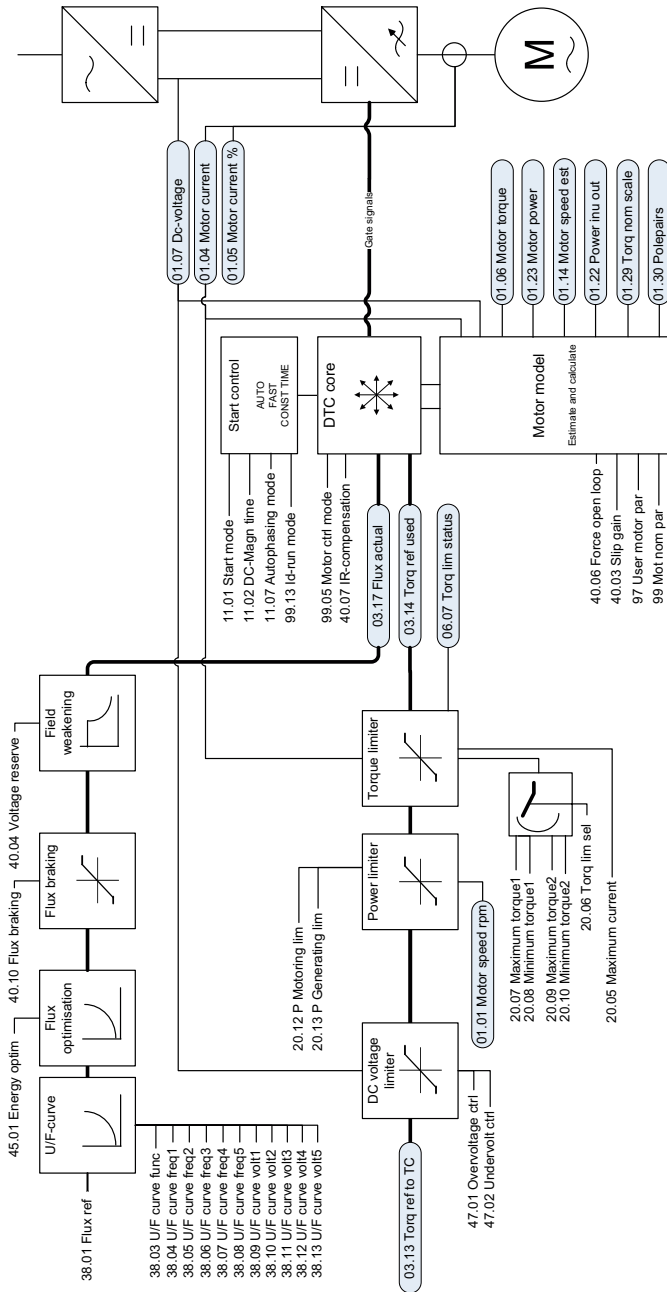 38.01 Flux ref
U/F-curve
38.03 U/F curve func
38.04 U/F curve freq1
38.05 U/F curve freq2
38.06 U/F curve freq3
38.07 U/F curve freq4
38.08 U/F curve freq5
38.09 U/F curve volt1
38.10 U/F curve volt2
38.11 U/F curve volt3
38.12 U/F curve volt4
38.13 U/F curve volt5
45.01 Energy optim
Flux
optimisation
40.10 Flux braking
Flux braking
40.04 Voltage reserve
Field
weakening
03.13 Torq ref to TC
DC voltage
limiter
47.01 Overvoltage ctrl
47.02 Undervolt ctrl
20.12 P Motoring lim
20.13 P Generating lim
Power limiter
01.01 Motor speed rpm
Torque limiter
20.07 Maximum torque1
20.08 Minimum torque1
20.09 Maximum torque2
20.10 Minimum torque2
20.06 Torq lim sel
20.05 Maximum current
11.01 Start mode
11.02 DC-Magn time
11.07 Autophasing mode
99.13 Id-run mode
Start control
AUTO
FAST
CONST TIME
99.05 Motor ctrl mode
40.07 IR-compensation
03.17 Flux actual
03.14 Torq ref used
06.07 Torq lim status
DTC core
Gate signals
40.06 Force open loop
40.03 Slip gain
97 User motor par
99 Mot nom par
Motor model
Estimate and calculate
01.07 Dc-voltage
01.04 Motor current
01.05 Motor current %
01.06 Motor torque
01.23 Motor power
01.14 Motor speed est
01.22 Power inu out
01.29 Torq nom scale
01.30 Polepairs
M